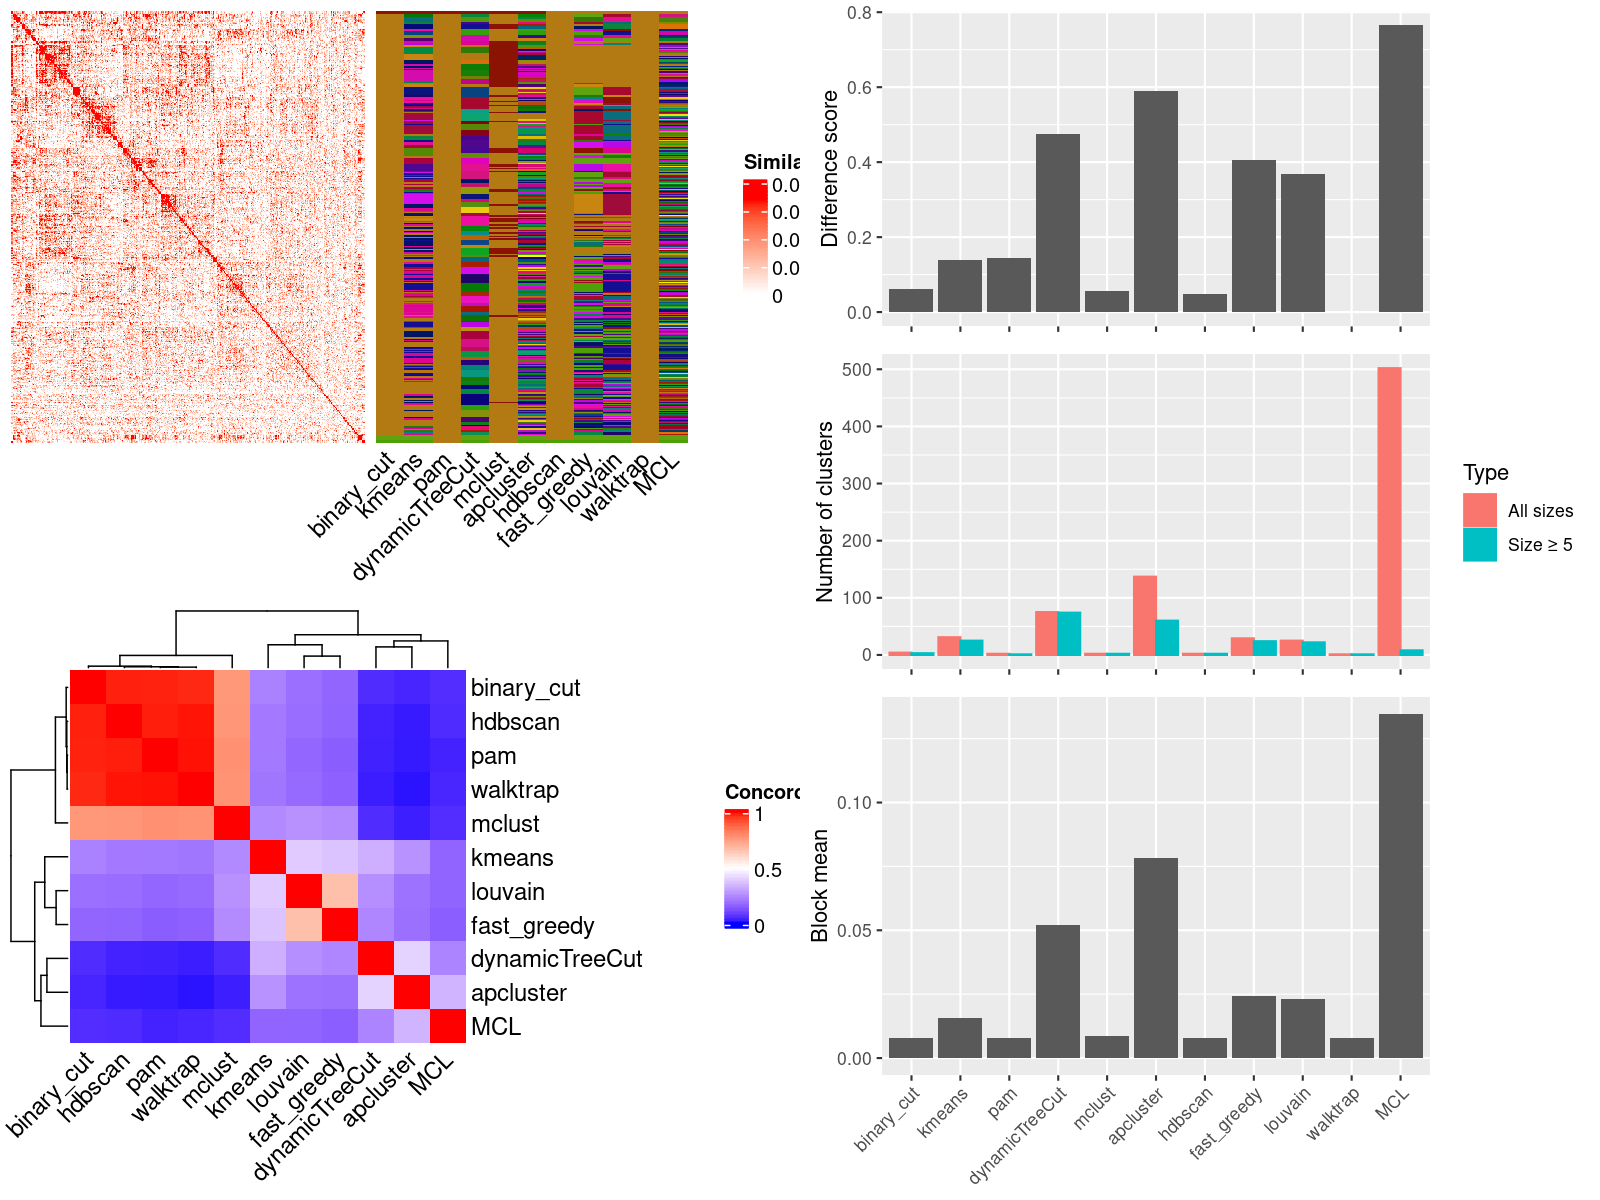 Simila
0.0
0.0
0.0
0.0
0
binary_cut
kmeans
pam
dynamicTreeCut
mclust
apcluster
hdbscan
fast_greedy
louvain
walktrap
MCL
binary_cut
hdbscan
pam
walktrap
mclust
kmeans
louvain
fast_greedy
dynamicTreeCut
apcluster
MCL
binary_cut
hdbscan
pam
walktrap
mclust
kmeans
louvain
fast_greedy
dynamicTreeCut
apcluster
MCL
Concord
1
0.5
0
Difference score
0.8
0.6
0.4
0.2
0.0
Number of clusters
500
400
300
200
100
0
Type
All sizes
Size ≥ 5
Block mean
0.10
0.05
0.00
binary_cut
kmeans
pam
dynamicTreeCut
mclust
apcluster
hdbscan
fast_greedy
louvain
walktrap
MCL